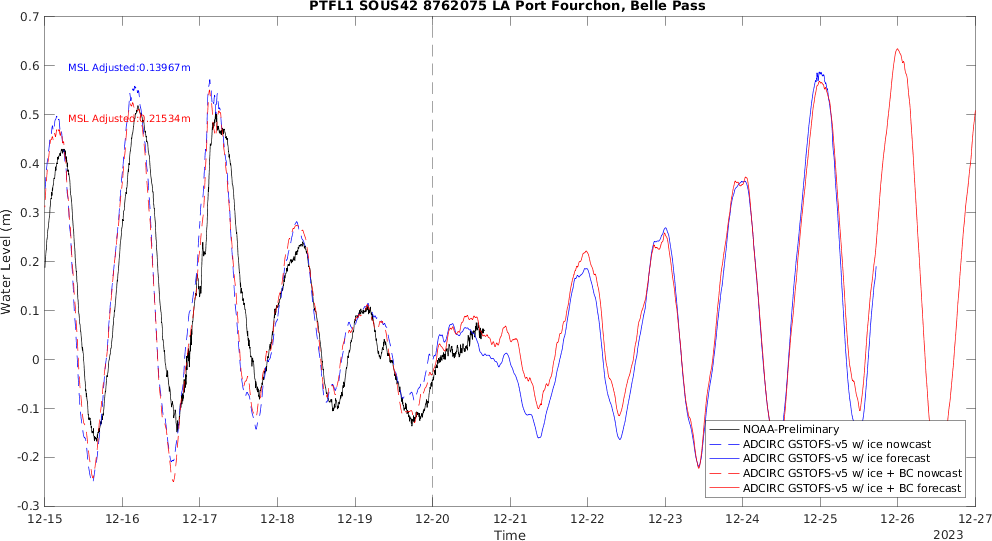 PTFL1 SOUS42 8762075 LA Port Fourchon, Belle Pass
0.7
0.6
0.5
0.4
0.3
0.2
0.1
0
-0.1
-0.2
-0.3
Water Level (m)
MSL Adjusted:0.13967m
MSL Adjusted:0.21534m
NOAA-Preliminary
ADCIRC GSTOFS-v5 w/ ice nowcast
ADCIRC GSTOFS-v5 w/ ice forecast
ADCIRC GSTOFS-v5 w/ ice + BC nowcast
ADCIRC GSTOFS-v5 w/ ice + BC forecast
12-15 12-16 12-17 12-18 12-19 12-20 12-21 12-22 12-23 12-24 12-25 12-26 12-27
Time
2023